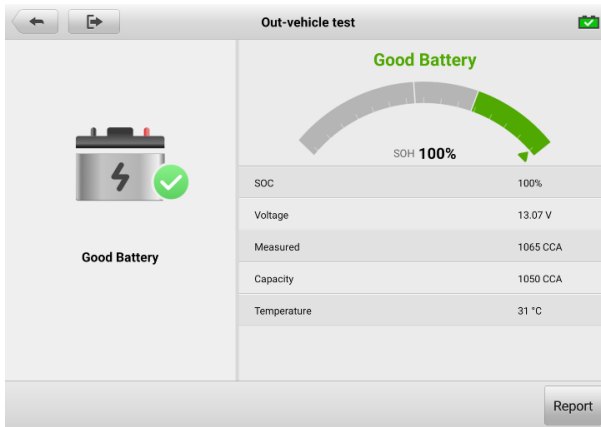 Out-vehicle test
Good Battery
SOH 100%
SOC 100%
Voltage 13.07 V
Measured 1065 CCA
Good Battery
Capacity 1050 CCA
Temperature 31 °C
Report